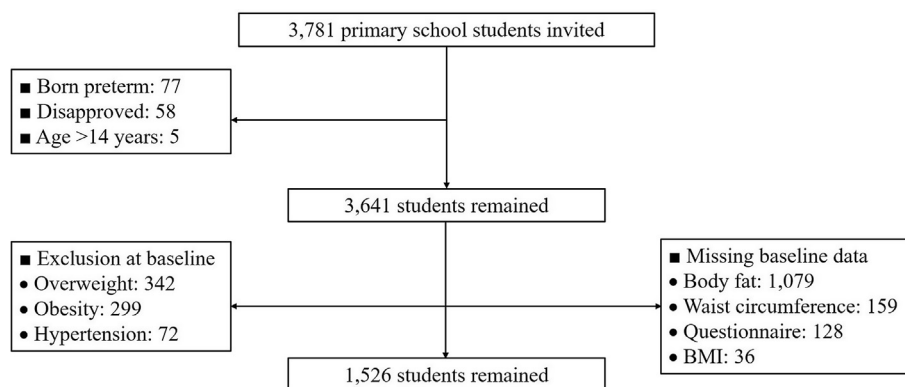 3,781 primary school students invited
■ Born preterm: 77
■ Disapproved: 58
■ Age >14 years: 5
3,641 students remained
■ Exclusion at baseline
● Overweight: 342
● Obesity: 299
● Hypertension: 72
■ Missing baseline data
● Body fat: 1,079
● Waist circumference: 159
● Questionnaire: 128
● BMI: 36
1,526 students remained